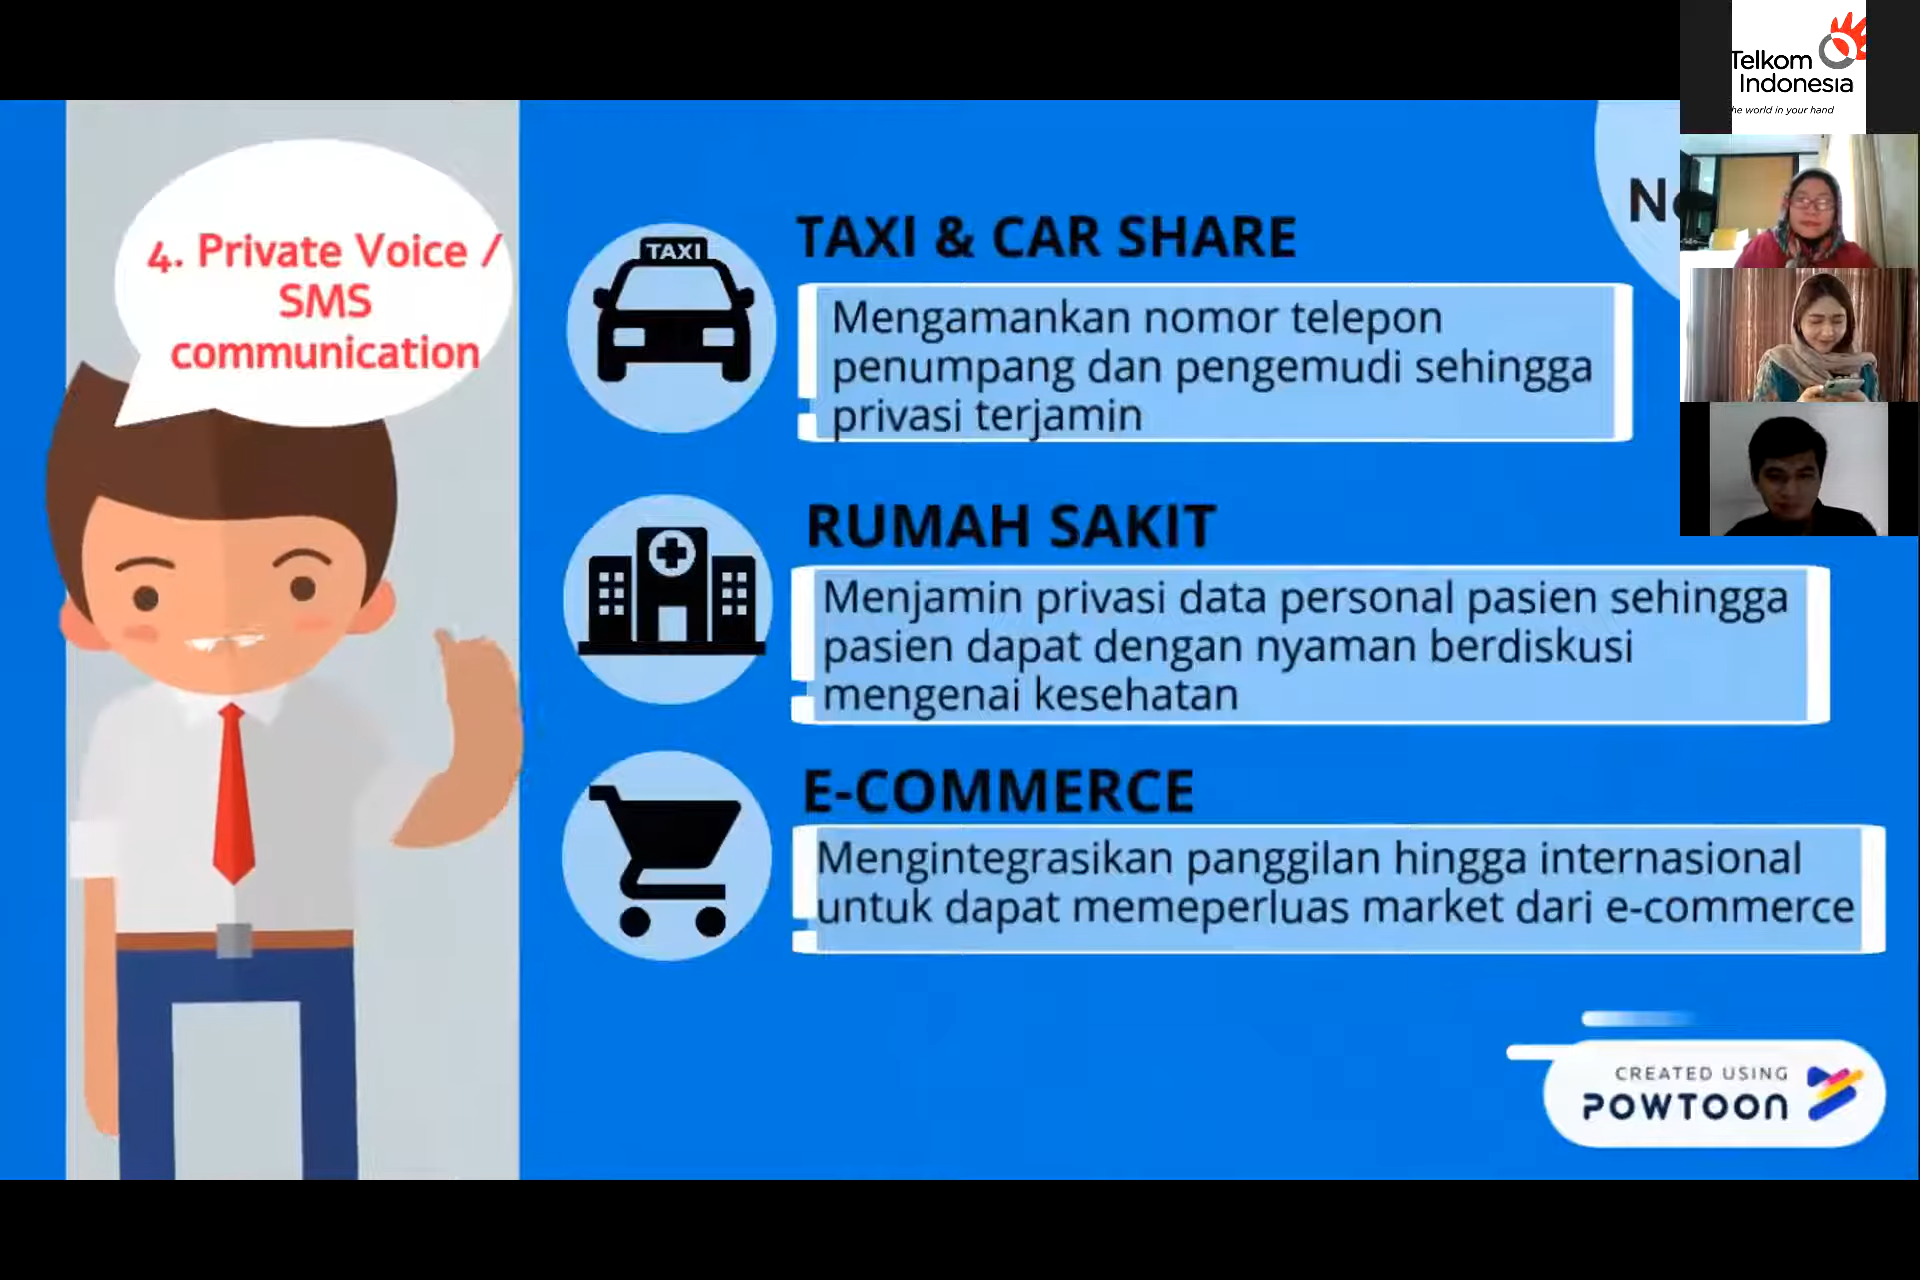 4. Private Voice /
SMS
communication
TAXI
TAXI & CAR SHARE
Mengamankan nomor telepon
penumpang dan pengemudi sehingga
privasi terjamin
RUMAH SAKIT
Menjamin privasi data personal pasien sehingga
pasien dapat dengan nyaman berdiskusi
mengenai kesehatan
E-COMMERCE
Mengintegrasikan panggilan hingga internasional
untuk dapat memeperluas market dari e-commerce
CREATED USING
POWTOON
Telkom
Indonesia
he world in your hand